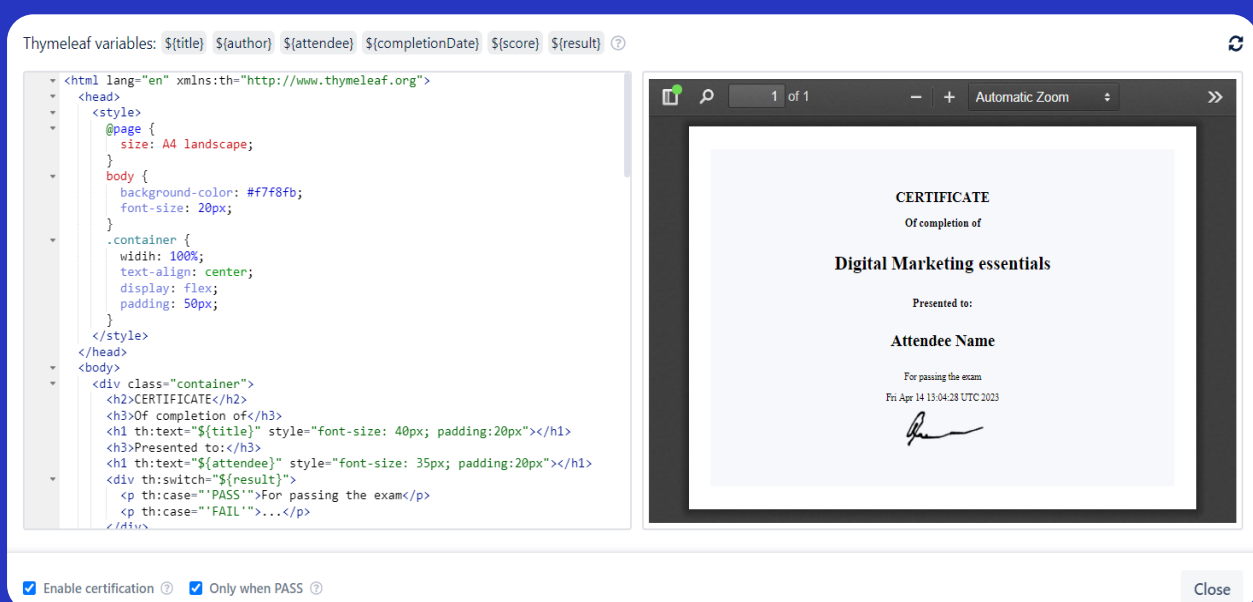 Thymeleaf variables: ${title} ${author} ${attendee} ${completionDate} ${score} ${result} ?
<html lang="en" xmlns:th="http://www.thymeleaf.org">
<head>
<style>
@page {
size: A4 landscape;
}
body {
background-color: #f7f8fb;
font-size: 20px;
}
.container {
widih: 100%;
text-align: center;
display: flex;
padding: 50px;
}
</style>
</head>
<body>
<div class="container">
<h2>CERTIFICATE</h2>
<h3>Of completion of</h3>
<h1 th:text="${title}" style="font-size: 40px; padding:20px"></h1>
<h3>Presented to:</h3>
<h1 th:text="${attendee}" style="font-size: 35px; padding:20px"></h1>
<div th:switch="${result}">
<p th:case="'PASS'">For passing the exam</p>
<p th:case="'FAIL'">...</p>
</div>
1 of 1 Automatic Zoom
CERTIFICATE
Of completion of
Digital Marketing essentials
Presented to:
Attendee Name
For passing the exam
Fri Apr 14 13:04:28 UTC 2023
Enable certification ? Only when PASS ?
Close